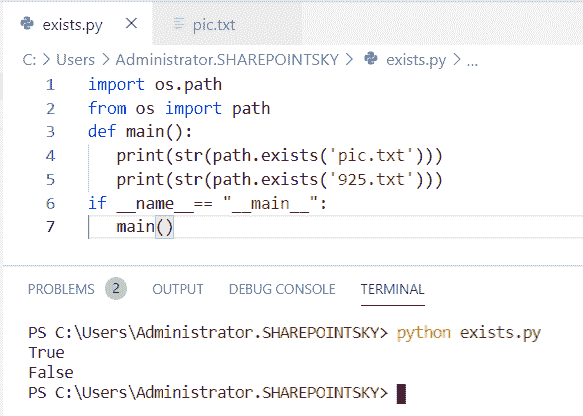 exists.py × pic.txt
C: > Users > Administrator.SHAREPOINTSKY > exists.py > ...
1 import os.path
2 from os import path
3 def main():
4 print(str(path.exists('pic.txt')))
5 print(str(path.exists('925.txt')))
6 if __name__== "__main__":
7 main()
PROBLEMS 2 OUTPUT DEBUG CONSOLE TERMINAL
PS C:\Users\Administrator.SHAREPOINTSKY> python exists.py
True
False
PS C:\Users\Administrator.SHAREPOINTSKY>